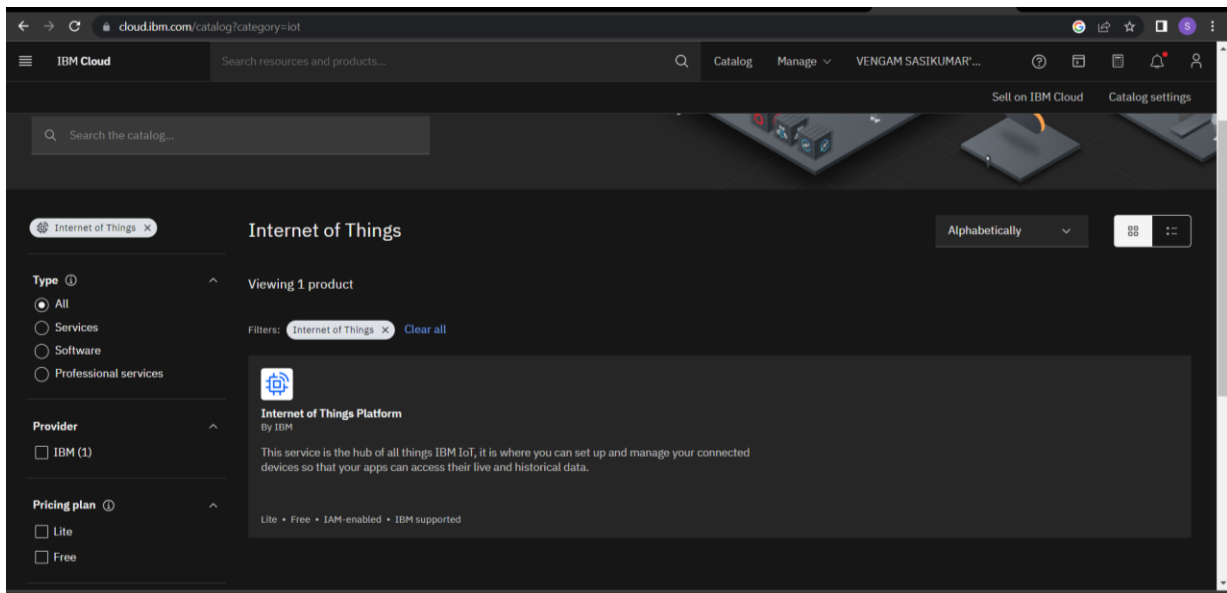 cloud.ibm.com/catalog?category=iot
S
IBM Cloud
Search resources and products...
Catalog
Manage
VENGAM SASIKUMAR'...
Sell on IBM Cloud
Catalog settings
Search the catalog...
Internet of Things
Type
All
Services
Software
Professional services
Provider
IBM (1)
Pricing plan
Lite
Free
Internet of Things
Alphabetically
Viewing 1 product
Filters: Internet of Things Clear all
Internet of Things Platform
By IBM
This service is the hub of all things IBM IoT, it is where you can set up and manage your connected
devices so that your apps can access their live and historical data.
Lite • Free • IAM-enabled • IBM supported